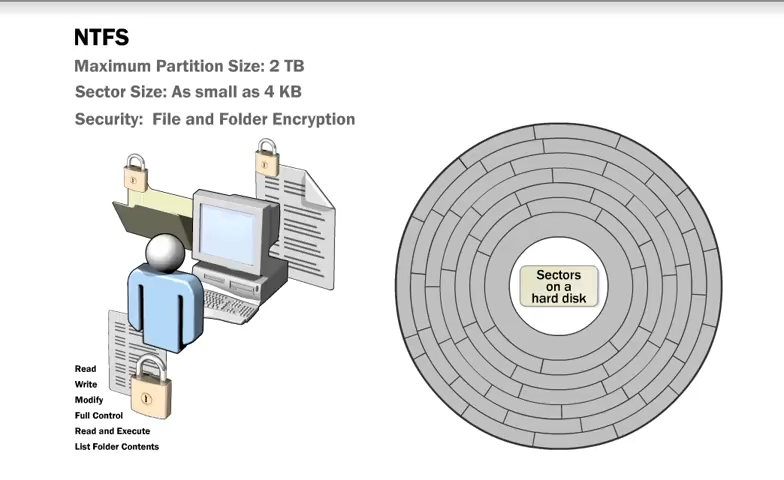 NTFS
Maximum Partition Size: 2 TB
Sector Size: As small as 4 KB
Security: File and Folder Encryption
Sectors
on a
hard disk
Read
Write
Modify
Full Control
Read and Execute
List Folder Contents